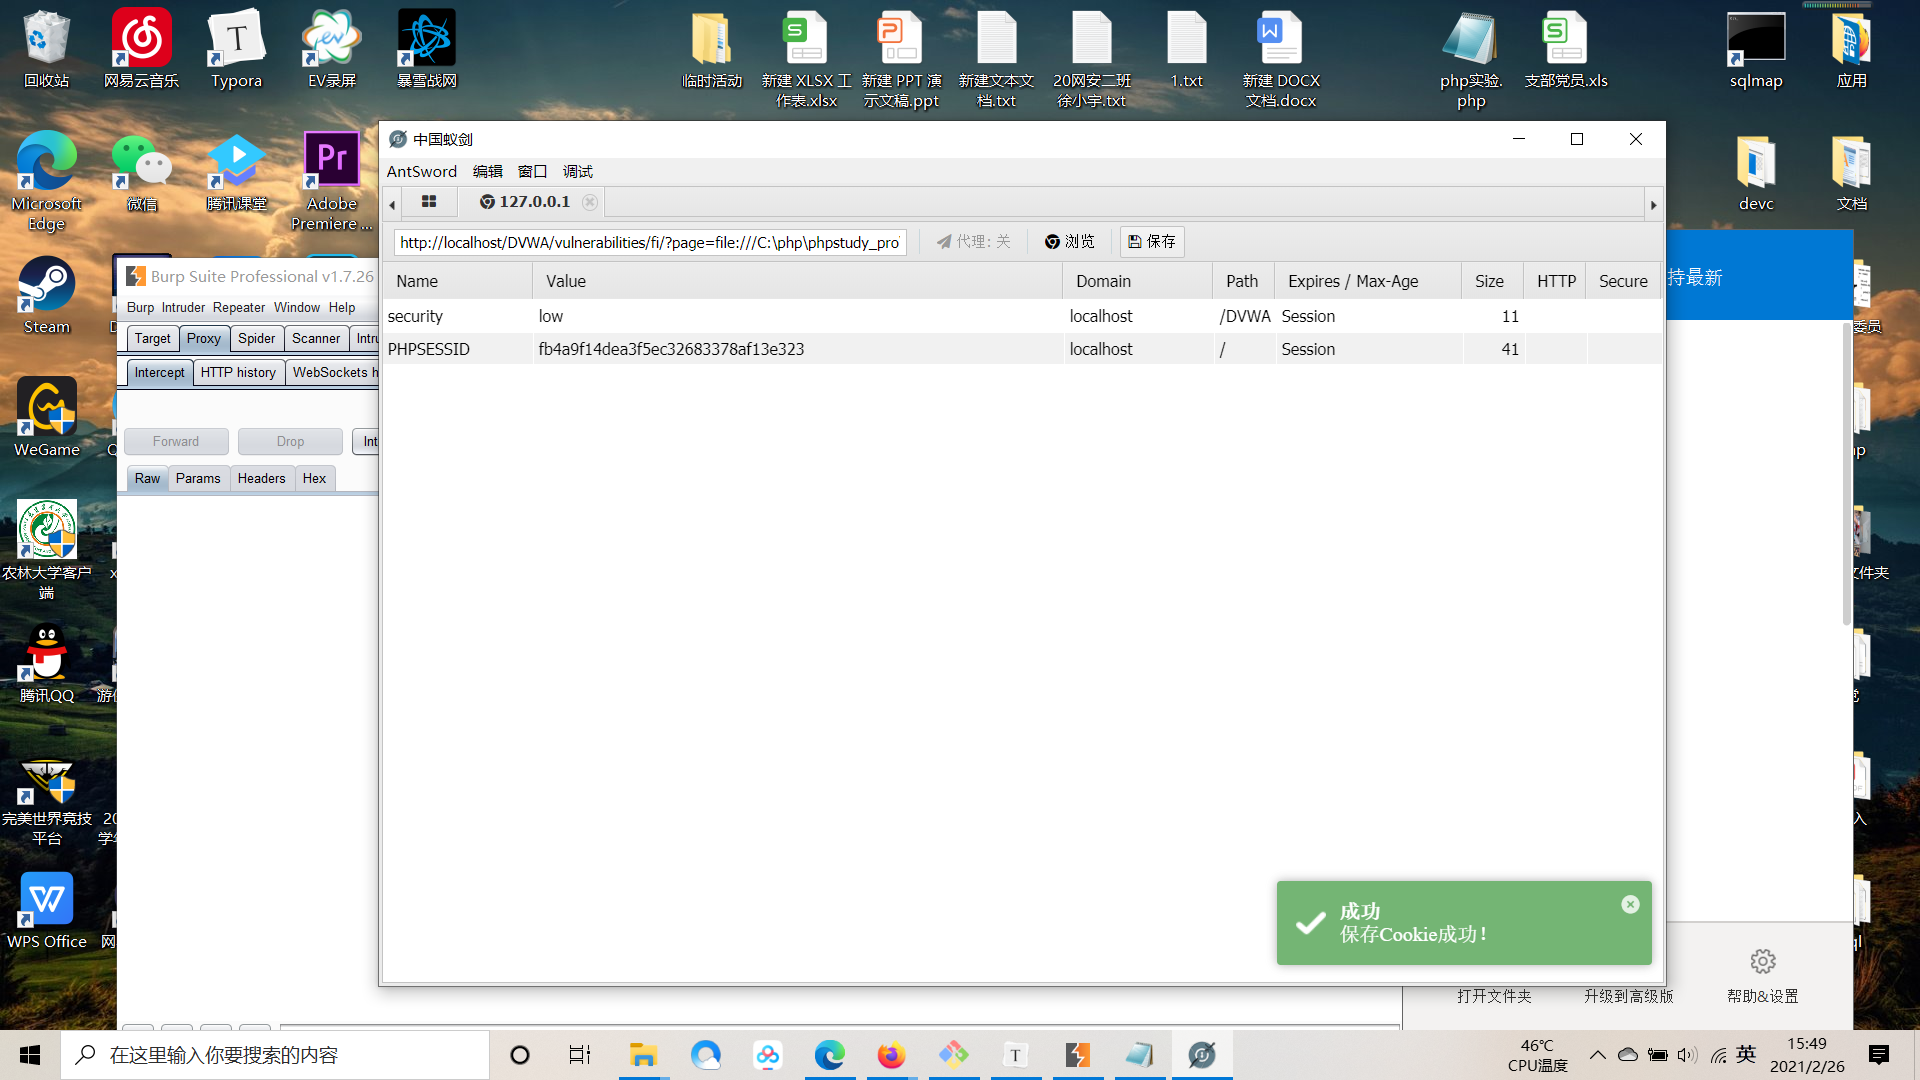 回收站
网易云音乐
Typora
EV录屏
暴雪战网
临时活动
新建 XLSX 工
作表.xlsx
新建 PPT 演
示文稿.ppt
新建文本文
档.txt
20网安二班
徐小宇.txt
1.txt
新建 DOCX
文档.docx
php实验.
php
支部党员.xls
sqlmap
应用
Microsoft
Edge
微信
腾讯课堂
Adobe
Premiere ...
devc
文档
中国蚁剑
AntSword 编辑 窗口 调试
127.0.0.1
http://localhost/DVWA/vulnerabilities/fi/?page=file:///C:\php\phpstudy_pro
代理: 关
浏览
保存
Name Value Domain Path Expires / Max-Age Size HTTP Secure
security low localhost /DVWA Session 11
PHPSESSID fb4a9f14dea3f5ec32683378af13e323 localhost / Session 41
成功
保存Cookie成功！
Burp Suite Professional v1.7.26
Burp Intruder Repeater Window Help
Target Proxy Spider Scanner Intru
Intercept HTTP history WebSockets h
Forward Drop Int
Raw Params Headers Hex
持最新
委员
Steam
WeGame
农林大学客户
端
文件夹
腾讯QQ
完美世界竞技
平台
20
WPS Office
网
打开文件夹
升级到高级版
帮助&设置
在这里输入你要搜索的内容
46℃
CPU温度
英
15:49
2021/2/26